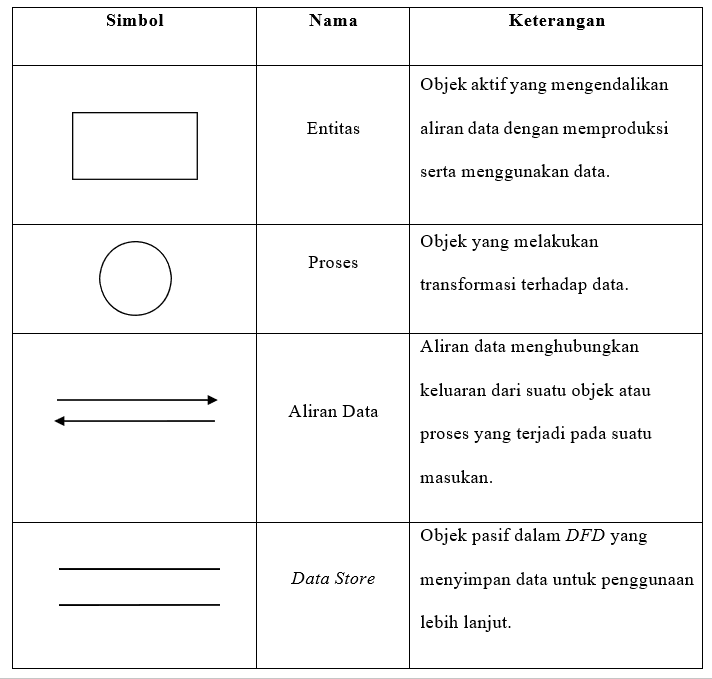 Simbol Nama Keterangan
Objek aktif yang mengendalikan
Entitas aliran data dengan memproduksi
serta menggunakan data.
Objek yang melakukan
Proses
transformasi terhadap data.
Aliran data menghubungkan
keluaran dari suatu objek atau
Aliran Data
proses yang terjadi pada suatu
masukan.
Objek pasif dalam DFD yang
Data Store menyimpan data untuk penggunaan
lebih lanjut.